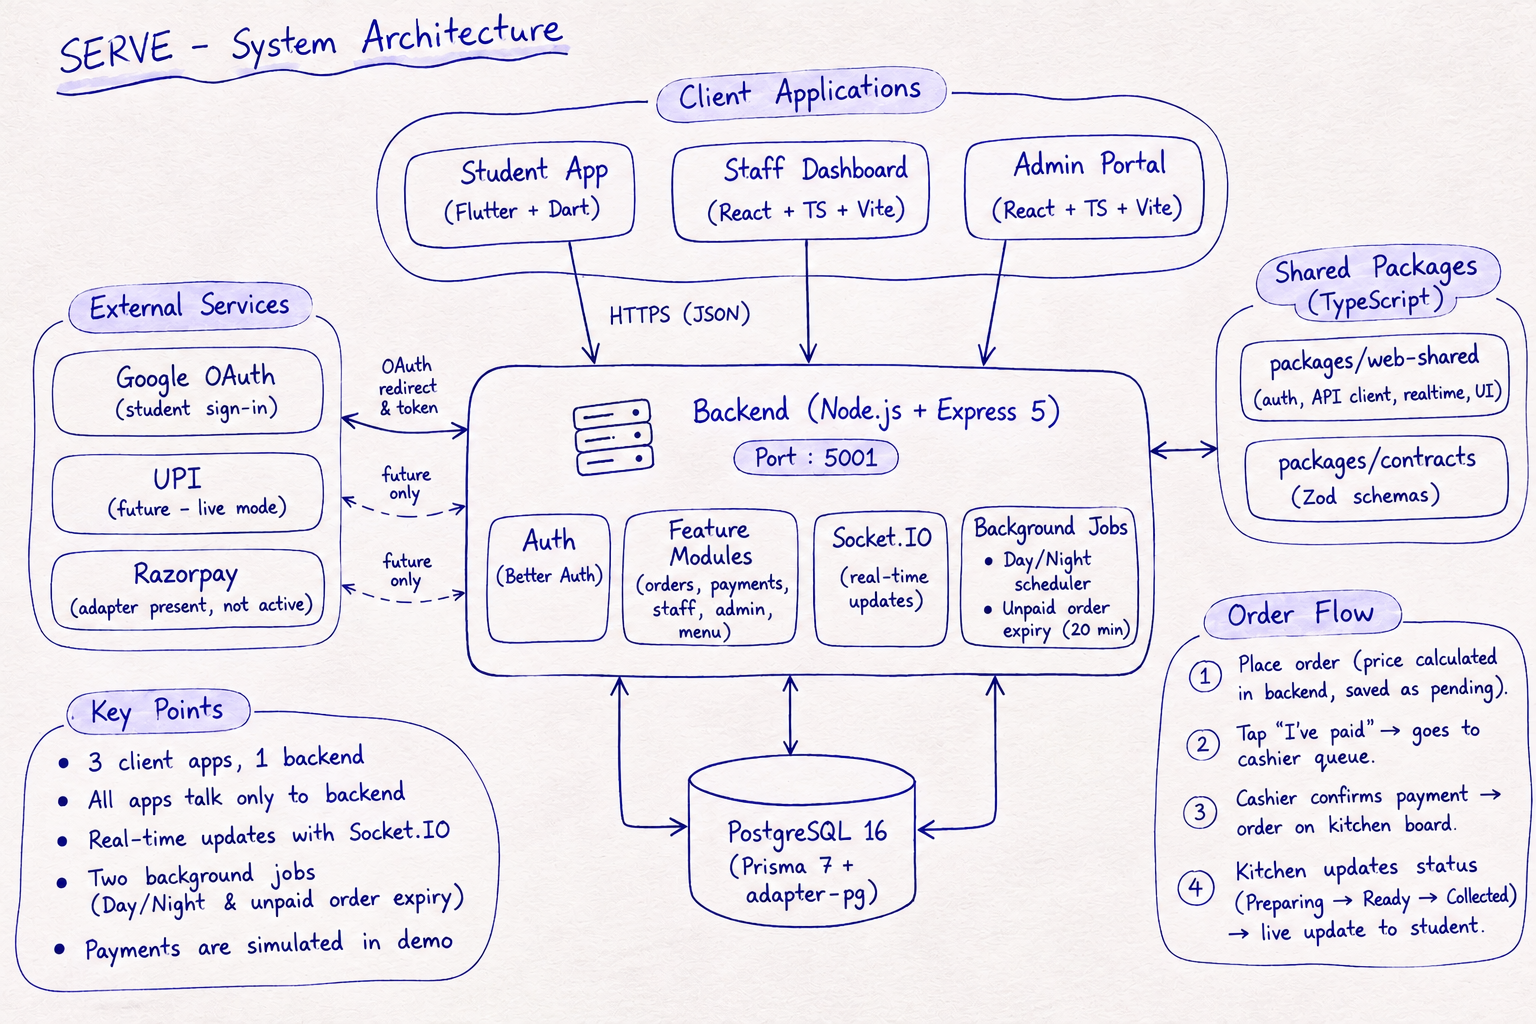 SERVE - System Architecture
Client Applications
Student App
(Flutter + Dart)
Staff Dashboard
(React + TS + Vite)
Admin Portal
(React + TS + Vite)
HTTPS (JSON)
External Services
Google OAuth
(student sign-in)
UPI
(future - live mode)
Razorpay
(adapter present, not active)
OAuth
redirect
& token
future
only
future
only
Backend (Node.js + Express 5)
Port : 5001
Auth
(Better Auth)
Feature
Modules
(orders, payments,
staff, admin,
menu)
Socket.IO
(real-time
updates)
Background Jobs
• Day/Night
scheduler
• Unpaid order
expiry (20 min)
Shared Packages
(TypeScript)
packages/web-shared
(auth, API client, realtime, UI)
packages/contracts
(Zod schemas)
PostgreSQL 16
(Prisma 7 +
adapter-pg)
Key Points
• 3 client apps, 1 backend
• All apps talk only to backend
• Real-time updates with Socket.IO
• Two background jobs
(Day/Night & unpaid order expiry)
• Payments are simulated in demo
Order Flow
1 Place order (price calculated
in backend, saved as pending).
2 Tap "I've paid" → goes to
cashier queue.
3 Cashier confirms payment →
order on kitchen board.
4 Kitchen updates status
(Preparing → Ready → Collected)
→ live update to student.